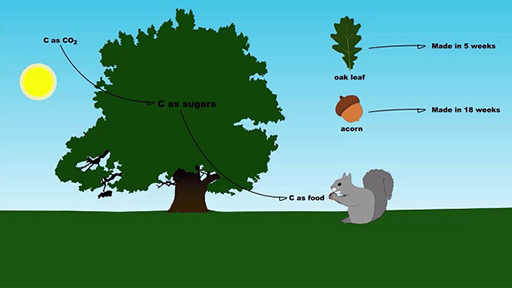 C as CO₂
C as sugars
C as food
oak leaf
Made in 5 weeks
acorn
Made in 18 weeks